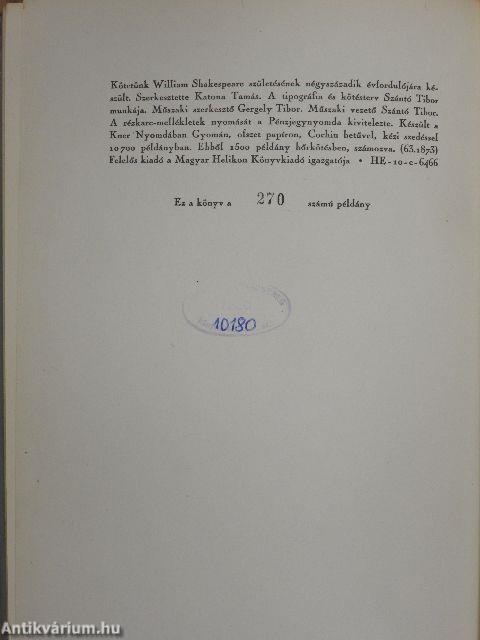 Kötetünk William Shakespeare születésének négyszázadik évfordulójára ké-
szült. Szerkesztette Katona Tamás. A tipográfia és kötésterv Szántó Tibor
munkája. Műszaki szerkesztő Gergely Tibor. Műszaki vezető Szántó Tibor.
A rézkarc-mellékletek nyomását a Pénzjegynyomda kivitelezte. Készült a
Kner Nyomdában Gyomán, ofszet papíron, Cochin betűvel, kézi szedéssel
10 700 példányban. Ebből 1500 példány bőrkötésben, számozva. (63.1873)
Felelős kiadó a Magyar Helikon Könyvkiadó igazgatója • HE-10-c-6466
Ez a könyv a 270 számú példány
10180
Antikvárium.hu